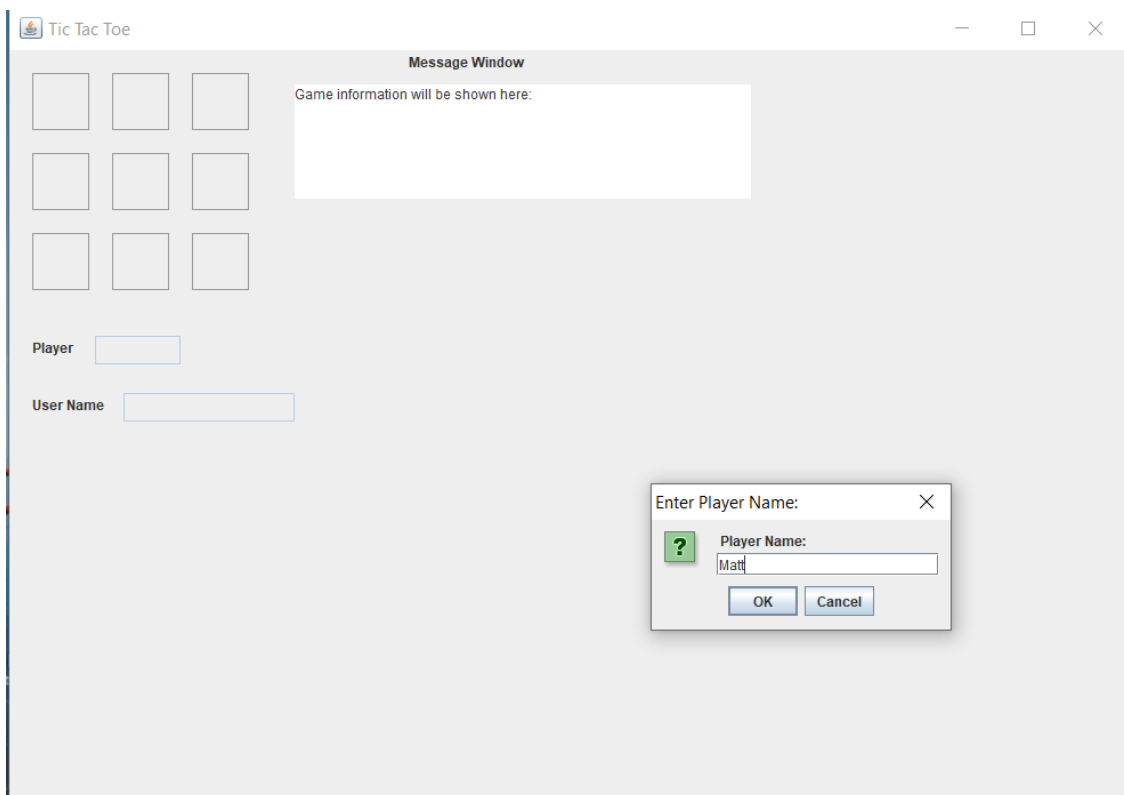 Tic Tac Toe
Message Window
Game information will be shown here:
Player
User Name
Enter Player Name:
?
Player Name:
Matt
OK Cancel